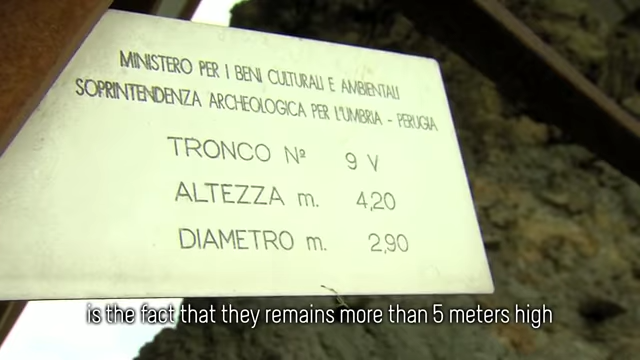 MINISTERO PER I BENI CULTURALI E AMBIENTALI
SOPRINTENDENZA ARCHEOLOGICA PER L'UMBRIA - PERUGIA
TRONCO Nº 9 V
ALTEZZA m. 4,20
DIAMETRO m. 2,90
is the fact that they remains more than 5 meters high